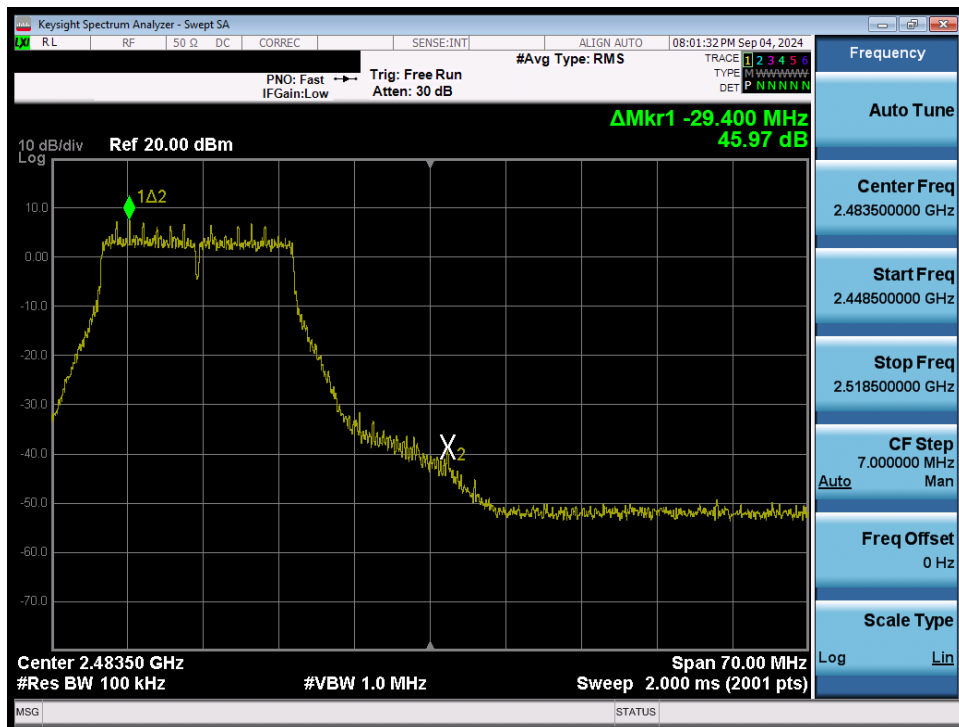 Keysight Spectrum Analyzer - Swept SA
LXI RL RF 50 Ω DC CORREC SENSE:INT ALIGN AUTO 08:01:32 PM Sep 04, 2024
PNO: Fast
IFGain:Low
Trig: Free Run
Atten: 30 dB
#Avg Type: RMS
TRACE 1 2 3 4 5 6
TYPE M W W W W W
DET P N N N N N
ΔMkr1 -29.400 MHz
45.97 dB
10 dB/div
Log
Ref 20.00 dBm
1Δ2
10.0
0.00
-10.0
-20.0
-30.0
-40.0
2
-50.0
-60.0
-70.0
Center 2.48350 GHz
Span 70.00 MHz
#Res BW 100 kHz
#VBW 1.0 MHz
Sweep 2.000 ms (2001 pts)
MSG
STATUS
Frequency
Auto Tune
Center Freq
2.483500000 GHz
Start Freq
2.448500000 GHz
Stop Freq
2.518500000 GHz
CF Step
7.000000 MHz
Auto Man
Freq Offset
0 Hz
Scale Type
Log Lin